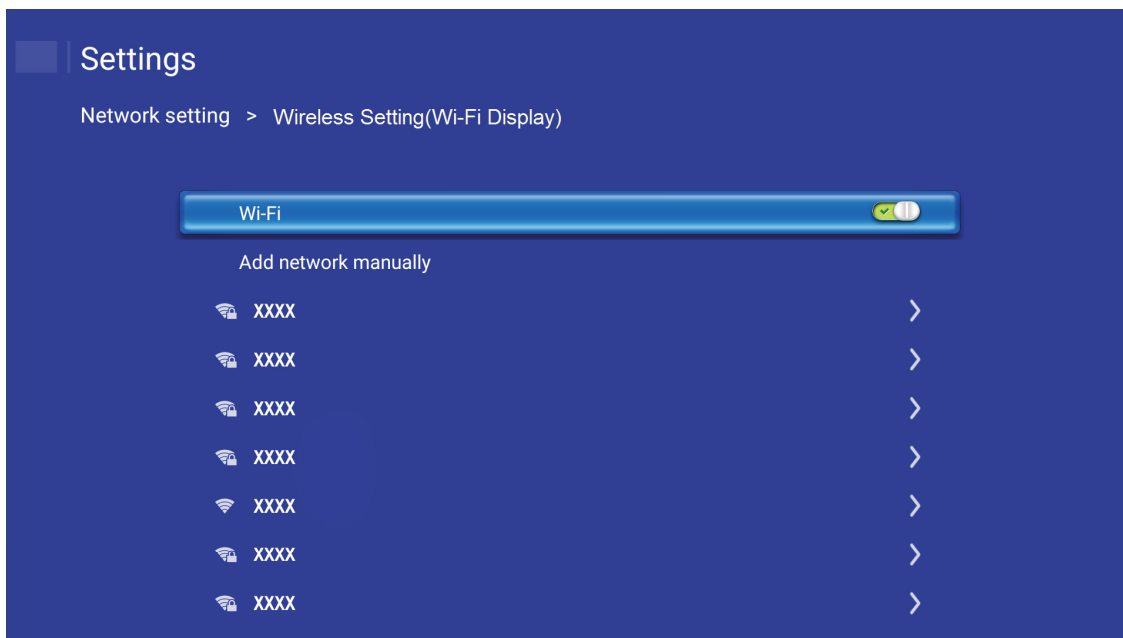 Settings
Network setting > Wireless Setting(Wi-Fi Display)
Wi-Fi
Add network manually
XXXX
XXXX
XXXX
XXXX
XXXX
XXXX
XXXX